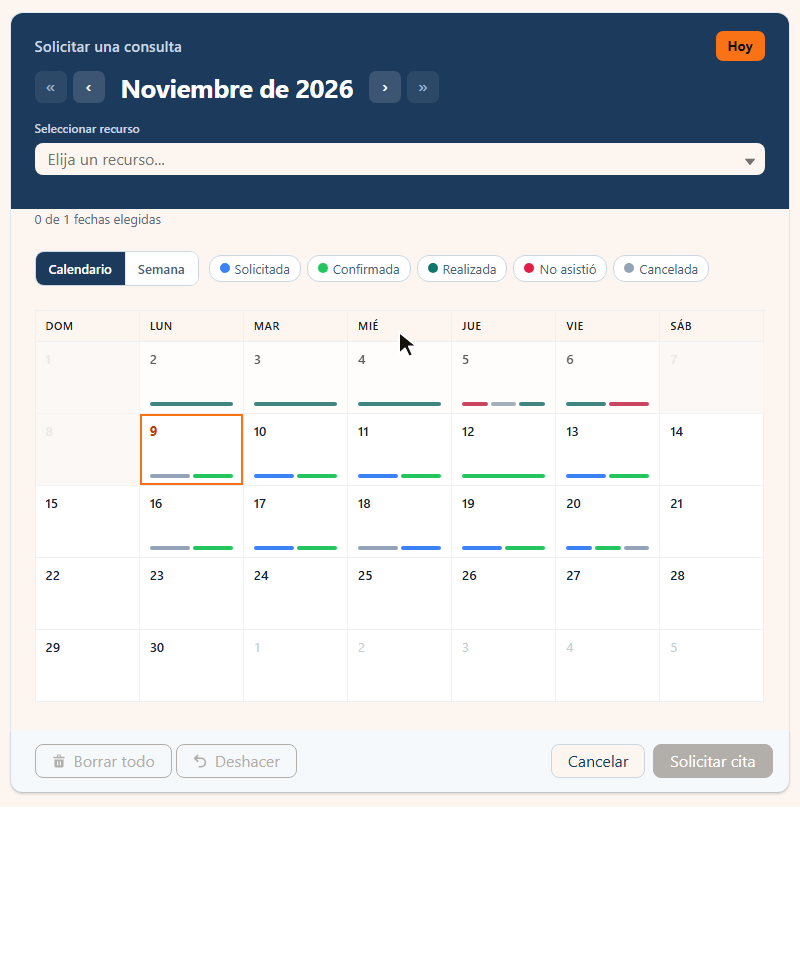 Solicitar una consulta
Hoy
« ‹ Noviembre de 2026 › »
Seleccionar recurso
Elija un recurso...
0 de 1 fechas elegidas
Calendario Semana Solicitada Confirmada Realizada No asistió Cancelada
DOM LUN MAR MIÉ JUE VIE SÁB
1 2 3 4 5 6 7
8 9 10 11 12 13 14
15 16 17 18 19 20 21
22 23 24 25 26 27 28
29 30 1 2 3 4 5
Borrar todo Deshacer Cancelar Solicitar cita